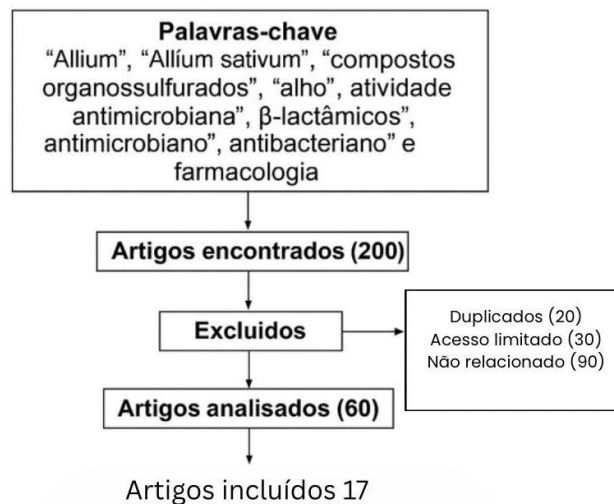 Palavras-chave
“Allium”, “Allíum sativum”, “compostos
organossulfurados”, “alho”, atividade
antimicrobiana”, β-lactâmicos”,
antimicrobiano”, antibacteriano” e
farmacologia
Artigos encontrados (200)
Excluidos
Duplicados (20)
Acesso limitado (30)
Não relacionado (90)
Artigos analisados (60)
Artigos incluídos 17